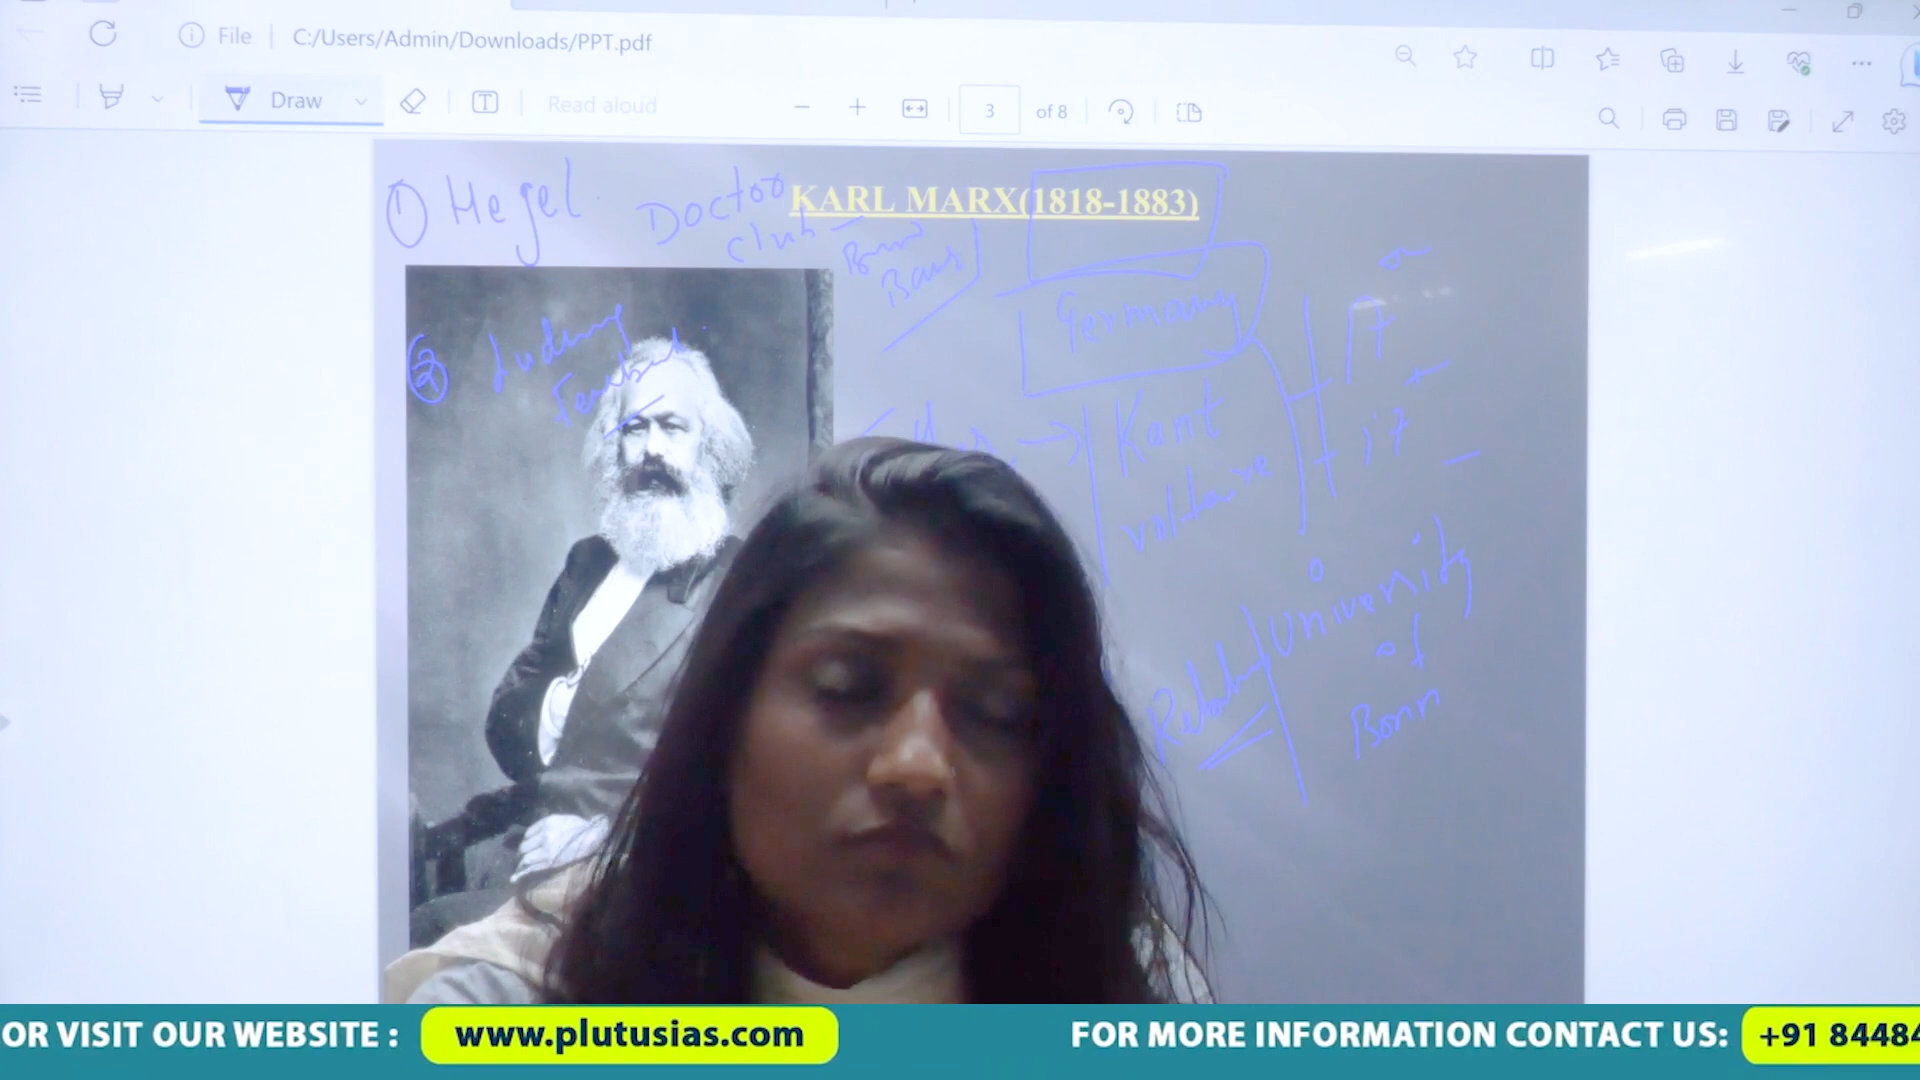 File
C:/Users/Admin/Downloads/PPT.pdf
Draw
Read aloud
3
of 8
① Hegel
Doctor
club
KARL MARX(1818-1883)
Germany
②
Kant
voltaire
University
of
Bonn
OR VISIT OUR WEBSITE :
www.plutusias.com
FOR MORE INFORMATION CONTACT US:
+91 84484